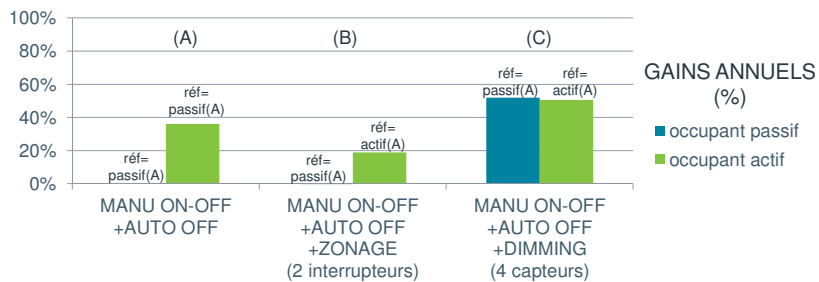 100%
80%
60%
40%
20%
0%
(A)
(B)
(C)
réf=
passif(A)
réf=
passif(A)
réf=
passif(A)
réf=
actif(A)
réf=
passif(A)
réf=
actif(A)
MANU ON-OFF
+AUTO OFF
MANU ON-OFF
+AUTO OFF
+ZONAGE
(2 interrupteurs)
MANU ON-OFF
+AUTO OFF
+DIMMING
(4 capteurs)
GAINS ANNUELS
(%)
occupant passif
occupant actif